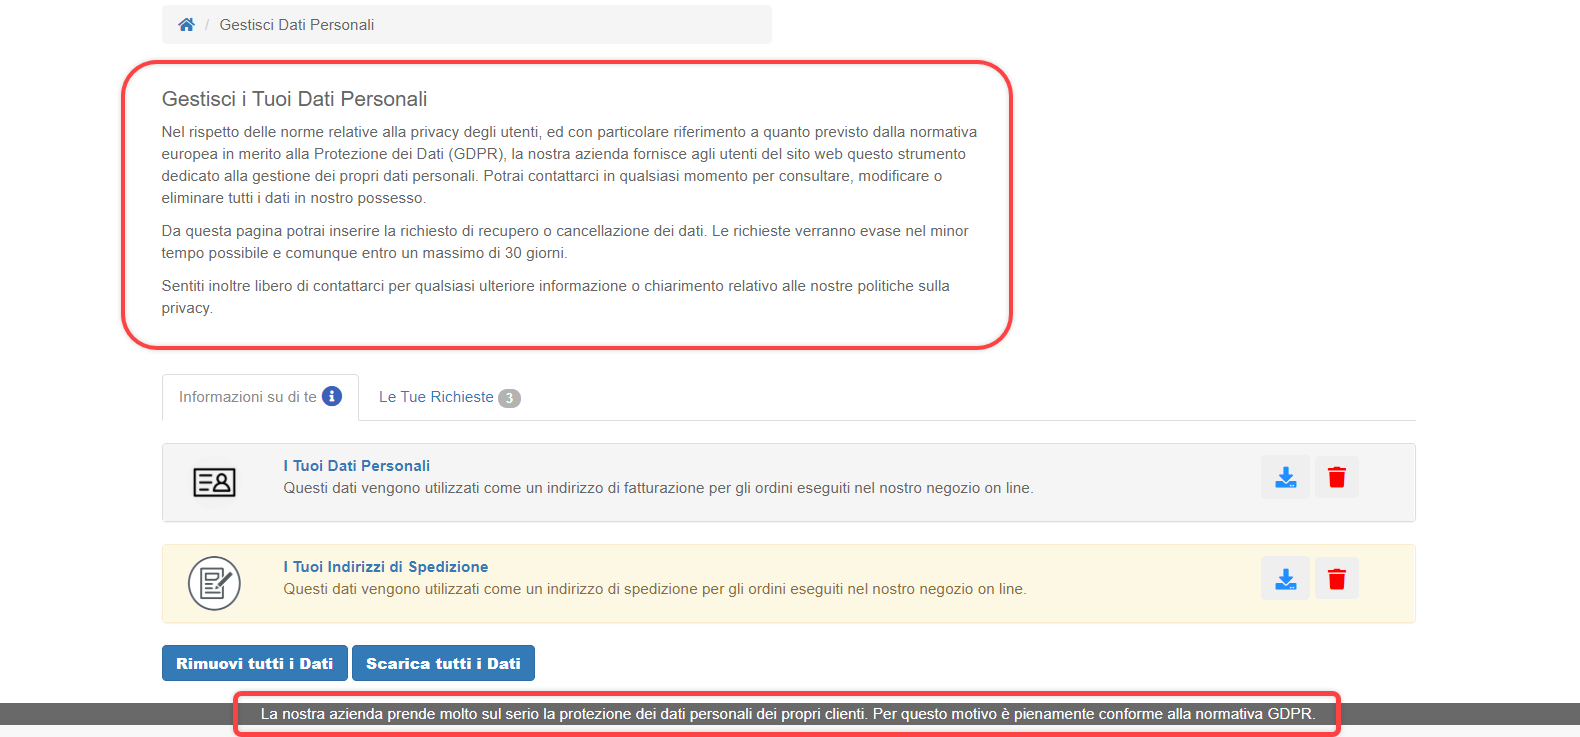 / Gestisci Dati Personali
Gestisci i Tuoi Dati Personali
Nel rispetto delle norme relative alla privacy degli utenti, ed con particolare riferimento a quanto previsto dalla normativa
europea in merito alla Protezione dei Dati (GDPR), la nostra azienda fornisce agli utenti del sito web questo strumento
dedicato alla gestione dei propri dati personali. Potrai contattarci in qualsiasi momento per consultare, modificare o
eliminare tutti i dati in nostro possesso.
Da questa pagina potrai inserire la richiesto di recupero o cancellazione dei dati. Le richieste verranno evase nel minor
tempo possibile e comunque entro un massimo di 30 giorni.
Sentiti inoltre libero di contattarci per qualsiasi ulteriore informazione o chiarimento relativo alle nostre politiche sulla
privacy.
Informazioni su di te i Le Tue Richieste 3
I Tuoi Dati Personali
Questi dati vengono utilizzati come un indirizzo di fatturazione per gli ordini eseguiti nel nostro negozio on line.
I Tuoi Indirizzi di Spedizione
Questi dati vengono utilizzati come un indirizzo di spedizione per gli ordini eseguiti nel nostro negozio on line.
Rimuovi tutti i Dati Scarica tutti i Dati
La nostra azienda prende molto sul serio la protezione dei dati personali dei propri clienti. Per questo motivo è pienamente conforme alla normativa GDPR.